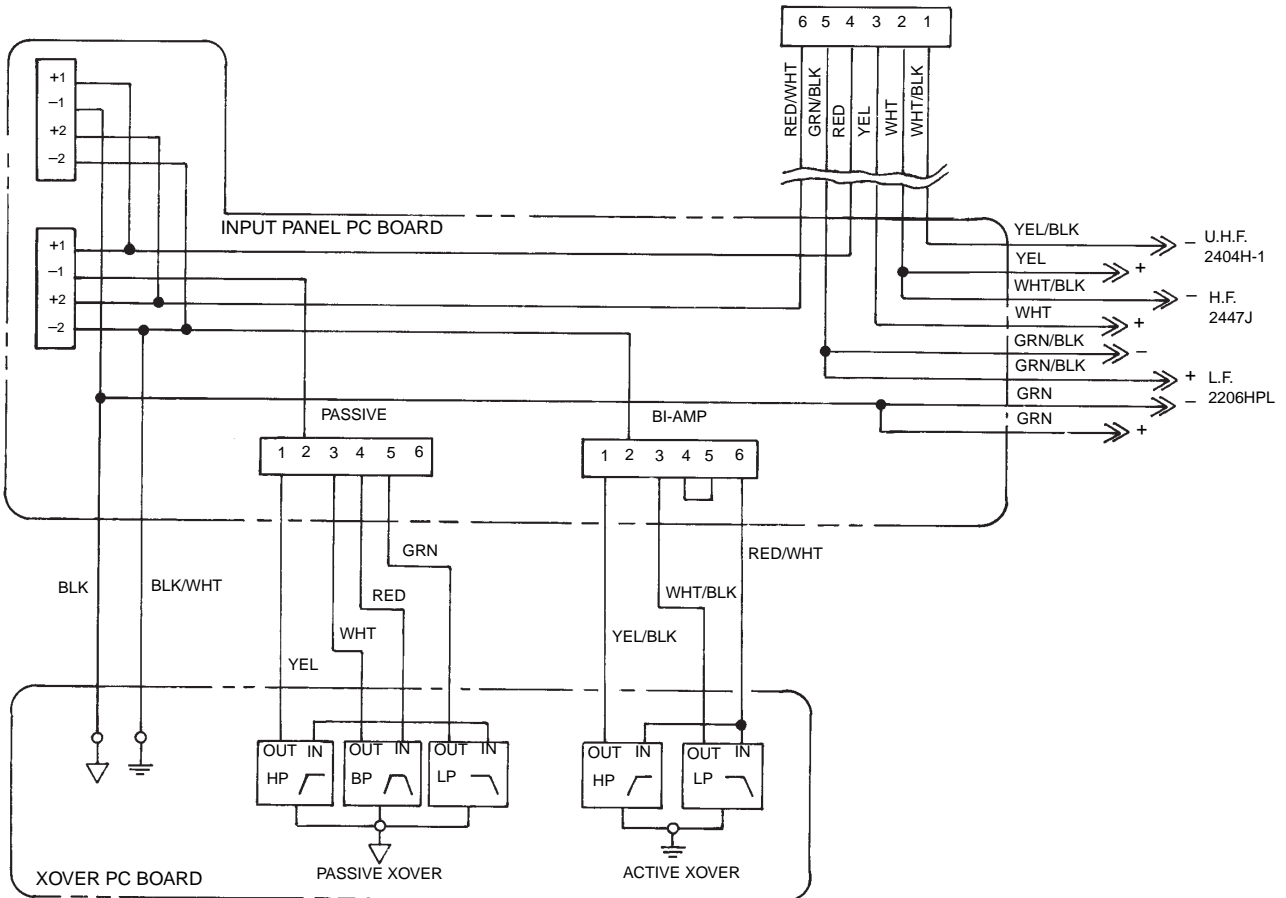 6 5 4 3 2 1
RED/WHT
GRN/BLK
RED
YEL
WHT
WHT/BLK
+1
–1
+2
–2
INPUT PANEL PC BOARD
+1
–1
+2
–2
YEL/BLK
– U.H.F.
2404H-1
YEL
+
WHT/BLK
– H.F.
2447J
WHT
+
GRN/BLK
–
GRN/BLK
+ L.F.
2206HPL
GRN
–
GRN
+
PASSIVE
BI-AMP
1 2 3 4 5 6
1 2 3 4 5 6
GRN
RED/WHT
BLK
BLK/WHT
RED
WHT/BLK
WHT
YEL/BLK
YEL
OUT IN
HP
OUT IN
BP
OUT IN
LP
OUT IN
HP
OUT IN
LP
XOVER PC BOARD
PASSIVE XOVER
ACTIVE XOVER